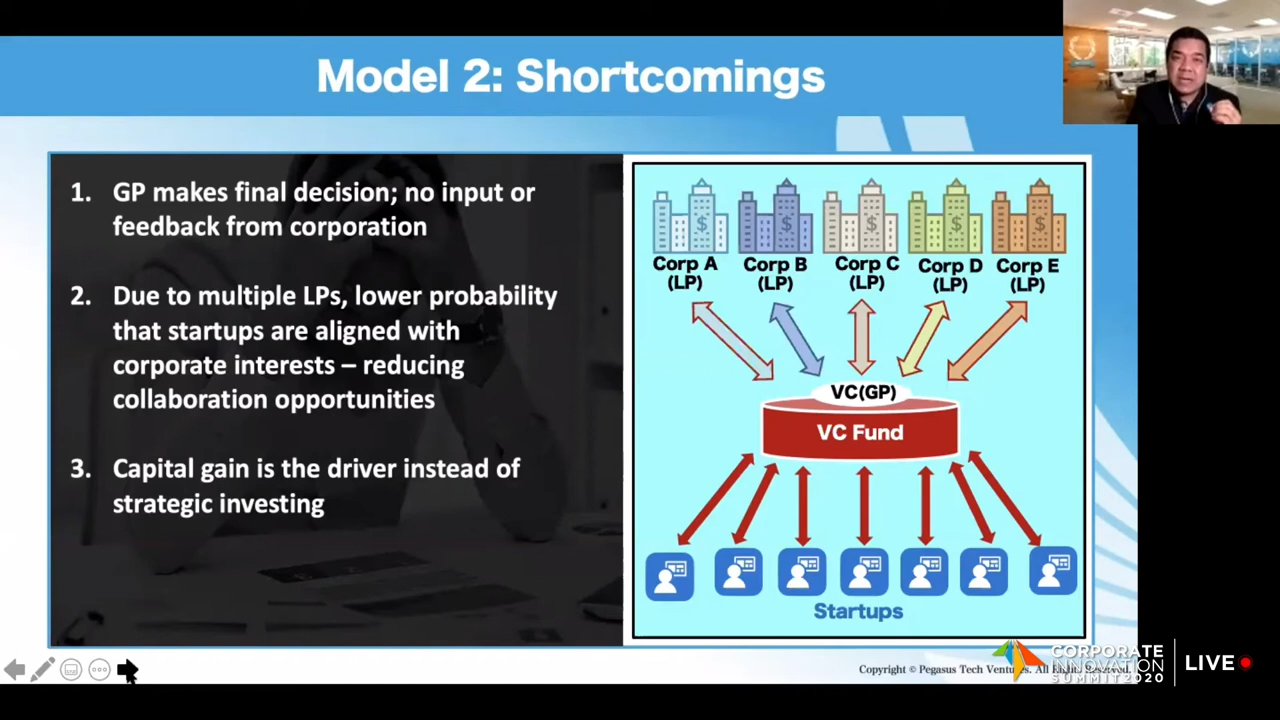 Model 2: Shortcomings
1. GP makes final decision; no input or
feedback from corporation
2. Due to multiple LPs, lower probability
that startups are aligned with
corporate interests – reducing
collaboration opportunities
3. Capital gain is the driver instead of
strategic investing
$ $ $ $ $
Corp A Corp B Corp C Corp D Corp E
(LP) (LP) (LP) (LP) (LP)
VC(GP)
VC Fund
Startups
Copyright © Pegasus Tech Ventures. All Rights Reserved.
CORPORATE
INNOVATION
SUMMIT2020
LIVE